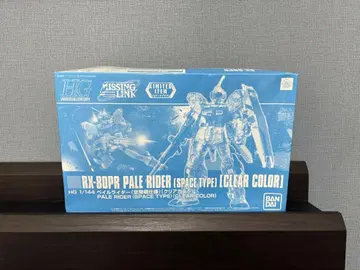 HG
MISSING LINK
LIMITED ITEM
RX-80PR PALE RIDER [SPACE TYPE] [CLEAR COLOR]
HG 1/144 ペイルライダー(空間戦仕様)[クリアカラー]
PALE RIDER (SPACE TYPE) [CLEAR COLOR]
BANDAI